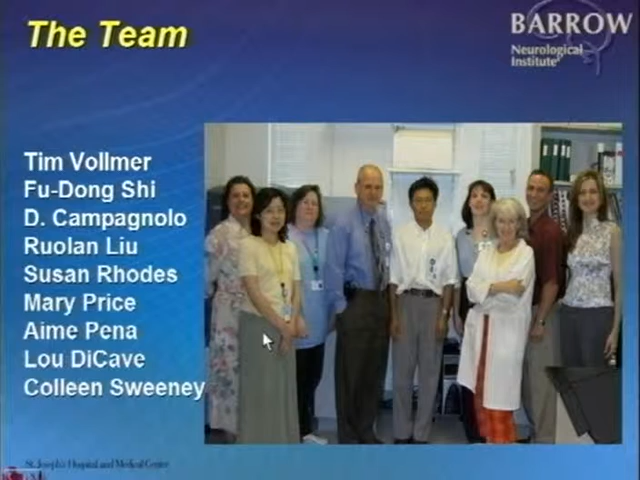 The Team
BARROW
Neurological
Institute
Tim Vollmer
Fu-Dong Shi
D. Campagnolo
Ruolan Liu
Susan Rhodes
Mary Price
Aime Pena
Lou DiCave
Colleen Sweeney
St. Joseph's Hospital and Medical Center